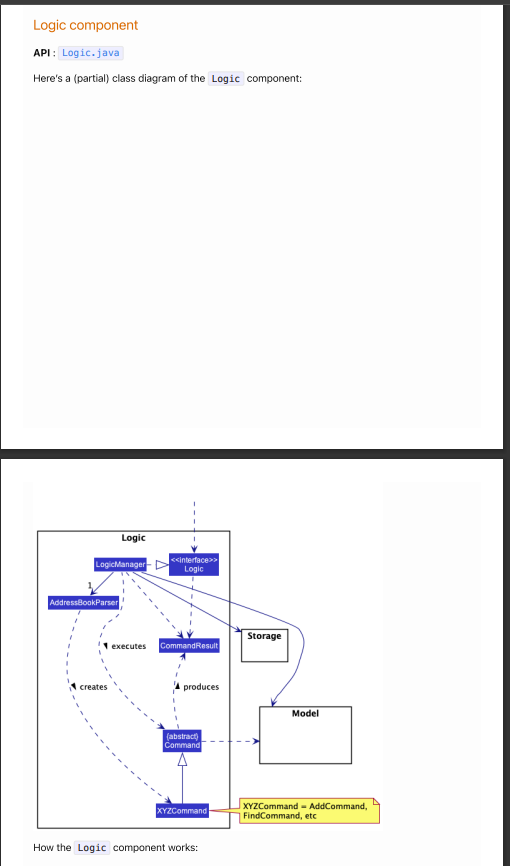 Logic component
API : Logic.java
Here's a (partial) class diagram of the Logic component:
Logic
LogicManager
<<interface>>
Logic
1
AddressBookParser
executes
CommandResult
Storage
creates
produces
Model
{abstract}
Command
XYZCommand
XYZCommand = AddCommand,
FindCommand, etc
How the Logic component works: